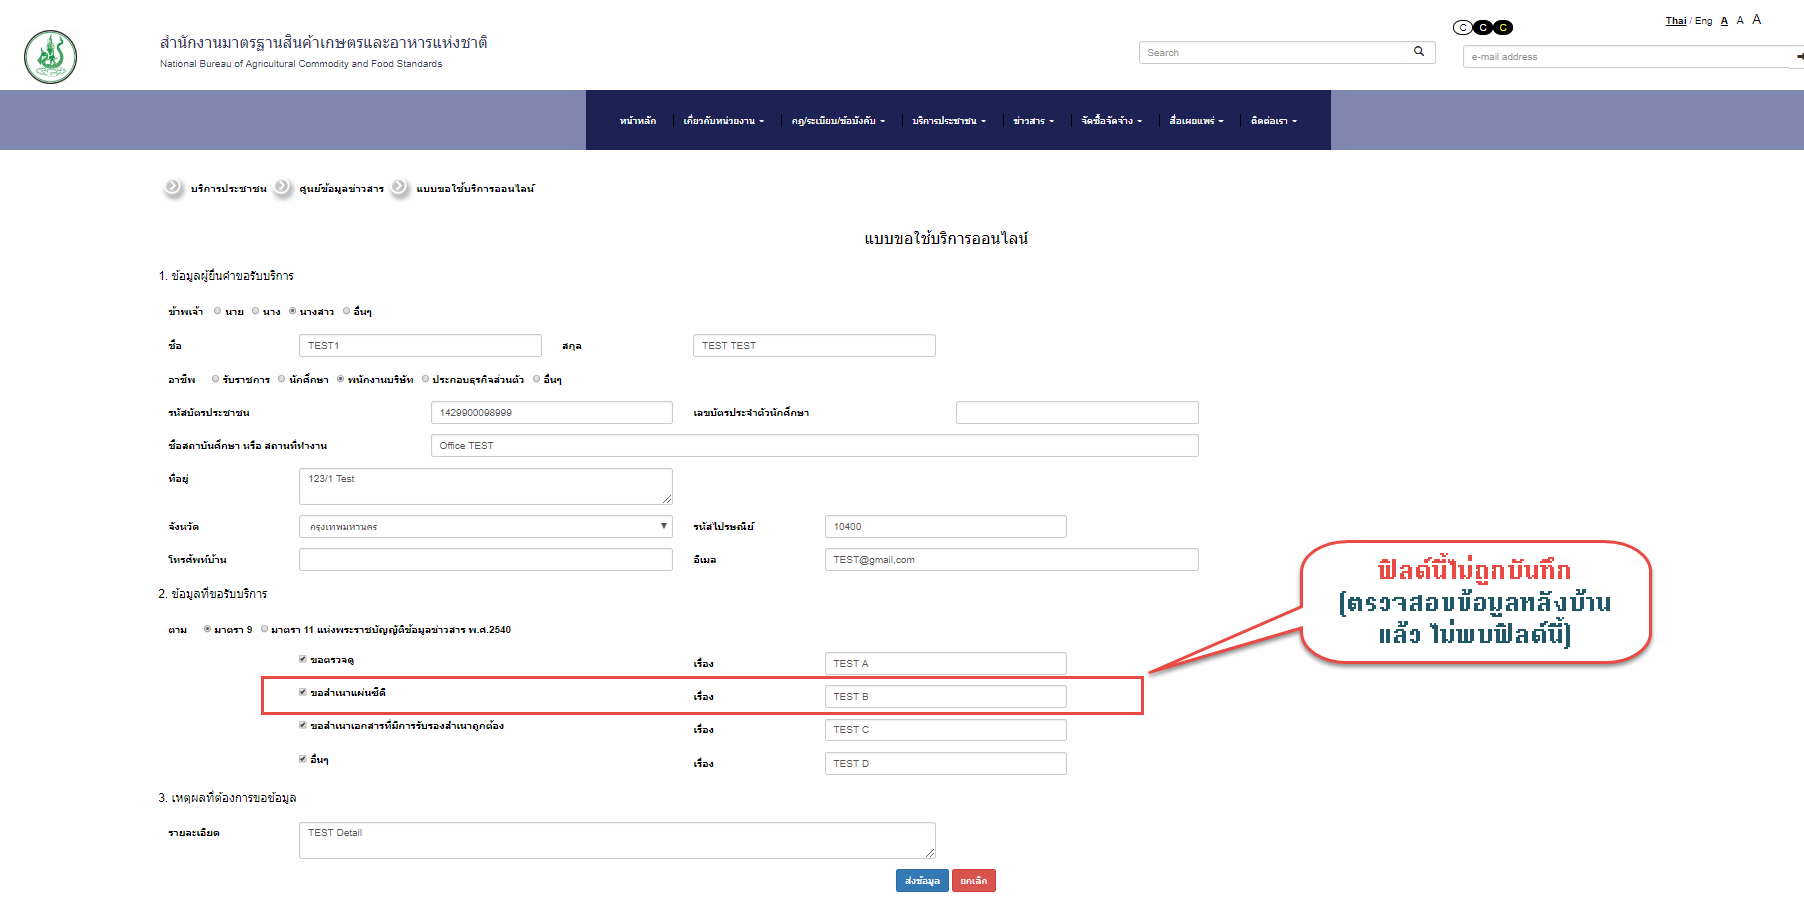 Thai / Eng A A A
C C C
สำนักงานมาตรฐานสินค้าเกษตรและอาหารแห่งชาติ
National Bureau of Agricultural Commodity and Food Standards
Search
e-mail address
หน้าหลัก เกี่ยวกับหน่วยงาน กฎ/ระเบียบ/ข้อบังคับ บริการประชาชน ข่าวสาร จัดซื้อจัดจ้าง สื่อเผยแพร่ ติดต่อเรา
บริการประชาชน ศูนย์ข้อมูลข่าวสาร แบบขอใช้บริการออนไลน์
แบบขอใช้บริการออนไลน์
1. ข้อมูลผู้ยื่นคำขอรับบริการ
ข้าพเจ้า นาย นาง นางสาว อื่นๆ
ชื่อ TEST1 สกุล TEST TEST
อาชีพ รับราชการ นักศึกษา พนักงานบริษัท ประกอบธุรกิจส่วนตัว อื่นๆ
รหัสบัตรประชาชน 1429900098999 เลขบัตรประจำตัวนักศึกษา
ชื่อสถาบันศึกษา หรือ สถานที่ทำงาน Office TEST
ที่อยู่ 123/1 Test
จังหวัด กรุงเทพมหานคร รหัสไปรษณีย์ 10400
โทรศัพท์บ้าน อีเมล TEST@gmail,com
2. ข้อมูลที่ขอรับบริการ
ตาม มาตรา 9 มาตรา 11 แห่งพระราชบัญญัติข้อมูลข่าวสาร พ.ศ.2540
ขอตรวจดู เรื่อง TEST A
ขอสำเนาแผ่นซีดี เรื่อง TEST B
ขอสำเนาเอกสารที่มีการรับรองสำเนาถูกต้อง เรื่อง TEST C
อื่นๆ เรื่อง TEST D
ฟิลด์นี้ไม่ถูกบันทึก
(ตรวจสอบข้อมูลหลังบ้าน
แล้ว ไม่พบฟิลด์นี้)
3. เหตุผลที่ต้องการขอข้อมูล
รายละเอียด TEST Detail
ส่งข้อมูล ยกเลิก